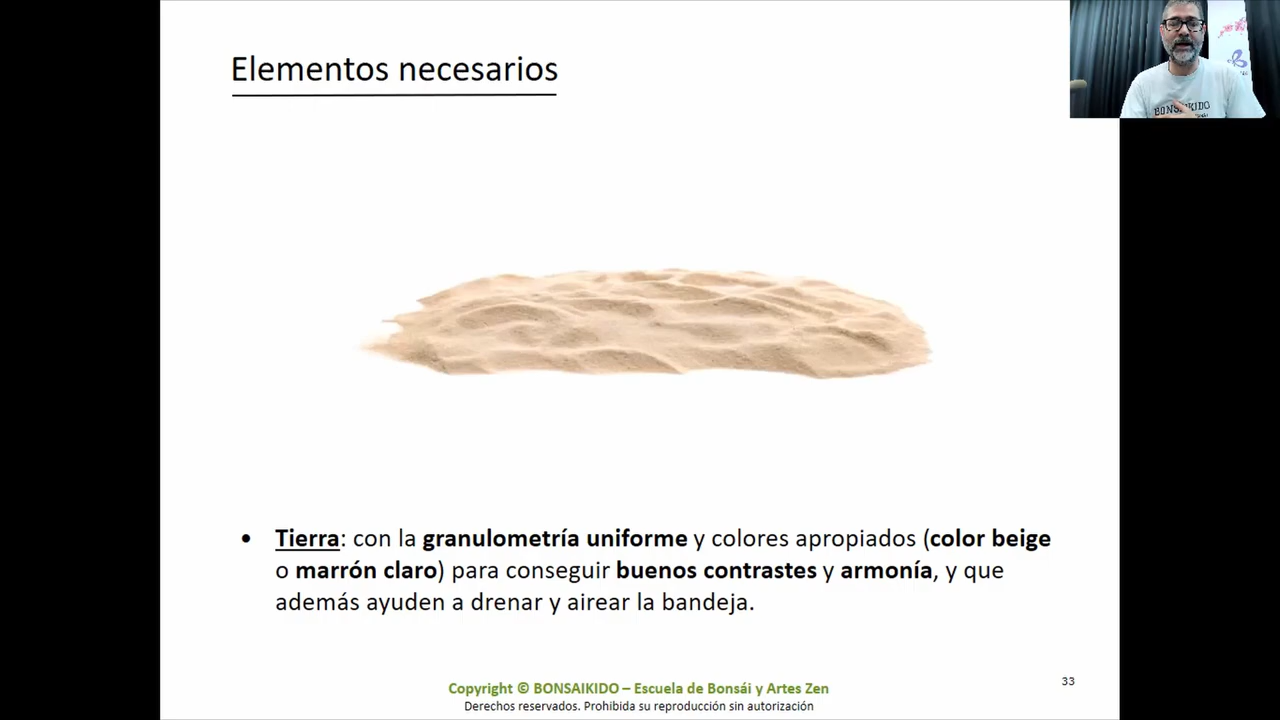 Elementos necesarios
BONSAIKIDO
• Tierra: con la granulometría uniforme y colores apropiados (color beige
o marrón claro) para conseguir buenos contrastes y armonía, y que
además ayuden a drenar y airear la bandeja.
33
Copyright © BONSAIKIDO – Escuela de Bonsái y Artes Zen
Derechos reservados. Prohibida su reproducción sin autorización